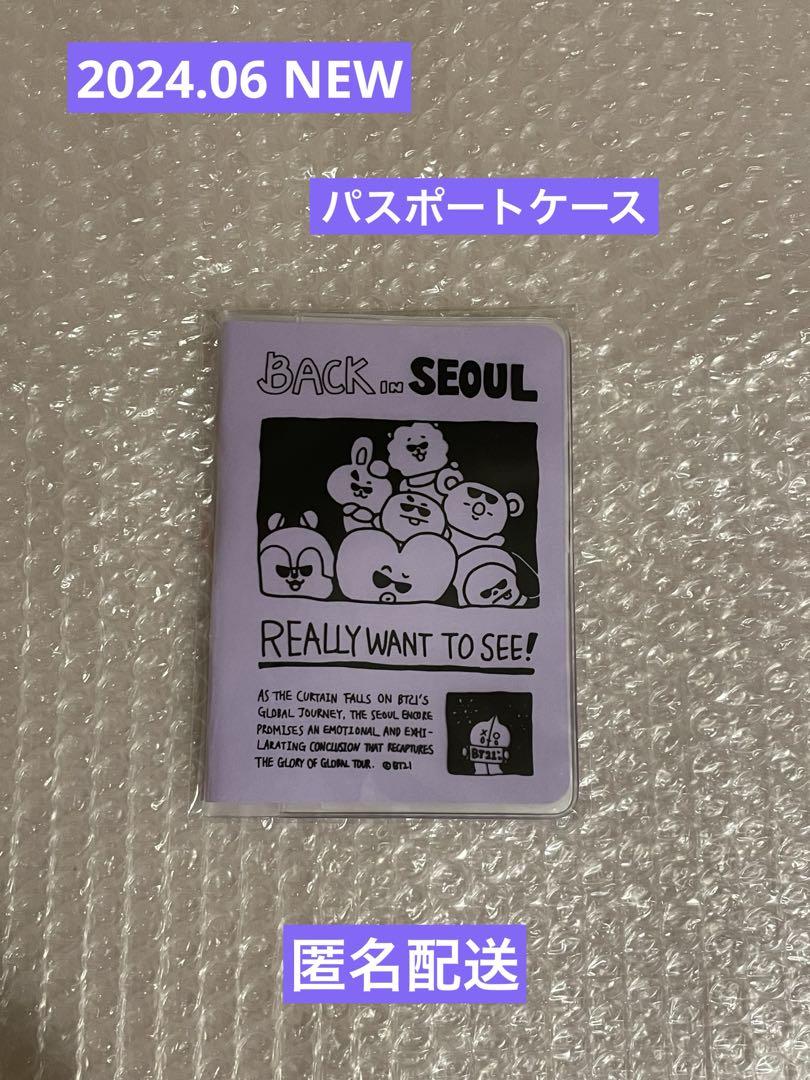 2024.06 NEW
パスポートケース
BACK IN SEOUL
REALLY WANT TO SEE!
AS THE CURTAIN FALLS ON BT21'S
GLOBAL JOURNEY, THE SEOUL ENCORE
PROMISES AN EMOTIONAL AND EXHI-
LARATING CONCLUSION THAT RECAPTURES
THE GLORY OF GLOBAL TOUR. ©BT21
BT21
匿名配送